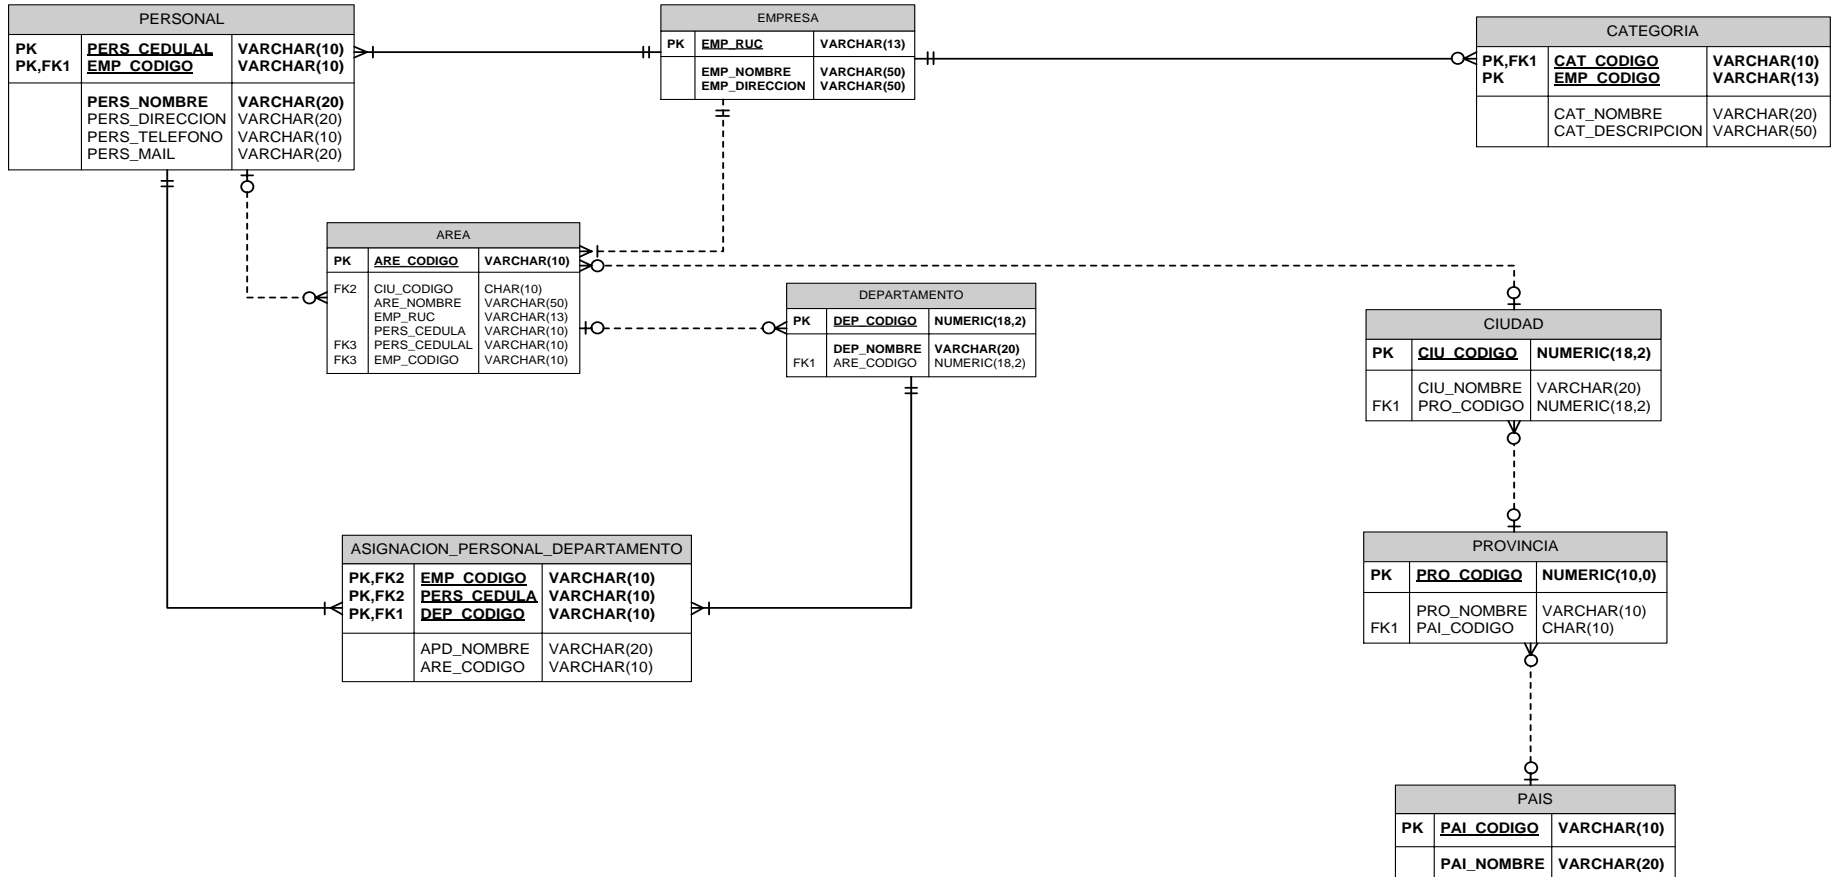 PERSONAL
PK PERS_CEDULAL VARCHAR(10)
PK,FK1 EMP_CODIGO VARCHAR(10)
PERS_NOMBRE VARCHAR(20)
PERS_DIRECCION VARCHAR(20)
PERS_TELEFONO VARCHAR(10)
PERS_MAIL VARCHAR(20)
EMPRESA
PK EMP_RUC VARCHAR(13)
EMP_NOMBRE VARCHAR(50)
EMP_DIRECCION VARCHAR(50)
CATEGORIA
PK,FK1 CAT_CODIGO VARCHAR(10)
PK EMP_CODIGO VARCHAR(13)
CAT_NOMBRE VARCHAR(20)
CAT_DESCRIPCION VARCHAR(50)
AREA
PK ARE_CODIGO VARCHAR(10)
FK2 CIU_CODIGO CHAR(10)
ARE_NOMBRE VARCHAR(50)
EMP_RUC VARCHAR(13)
PERS_CEDULA VARCHAR(10)
FK3 PERS_CEDULAL VARCHAR(10)
FK3 EMP_CODIGO VARCHAR(10)
DEPARTAMENTO
PK DEP_CODIGO NUMERIC(18,2)
DEP_NOMBRE VARCHAR(20)
FK1 ARE_CODIGO NUMERIC(18,2)
CIUDAD
PK CIU_CODIGO NUMERIC(18,2)
CIU_NOMBRE VARCHAR(20)
FK1 PRO_CODIGO NUMERIC(18,2)
ASIGNACION_PERSONAL_DEPARTAMENTO
PK,FK2 EMP_CODIGO VARCHAR(10)
PK,FK2 PERS_CEDULA VARCHAR(10)
PK,FK1 DEP_CODIGO VARCHAR(10)
APD_NOMBRE VARCHAR(20)
ARE_CODIGO VARCHAR(10)
PROVINCIA
PK PRO_CODIGO NUMERIC(10,0)
PRO_NOMBRE VARCHAR(10)
FK1 PAI_CODIGO CHAR(10)
PAIS
PK PAI_CODIGO VARCHAR(10)
PAI_NOMBRE VARCHAR(20)